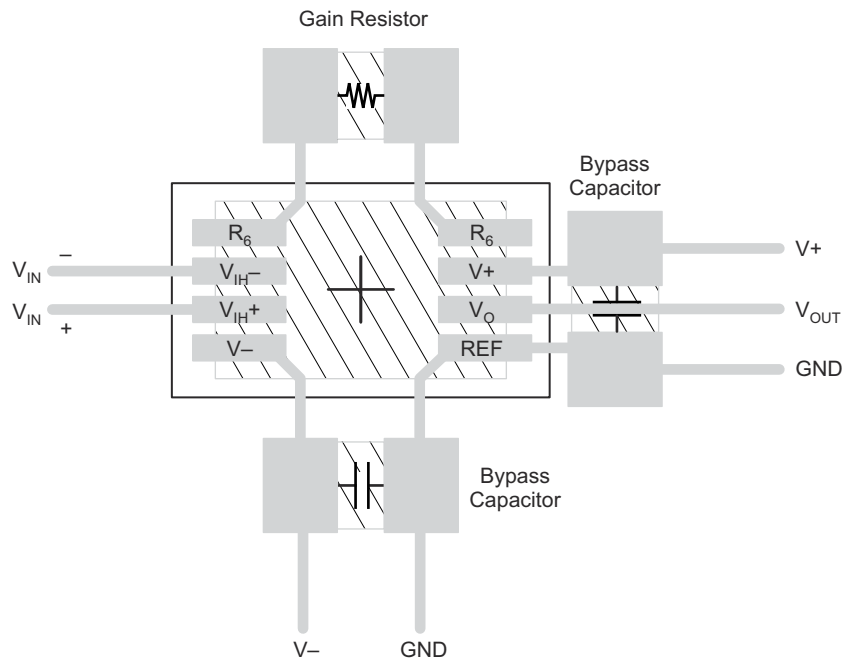 Gain Resistor
Bypass
Capacitor
R6
R6
V+
VIN –
VIH–
V+
VIN +
VIH+
VO
VOUT
V–
REF
GND
Bypass
Capacitor
V–
GND